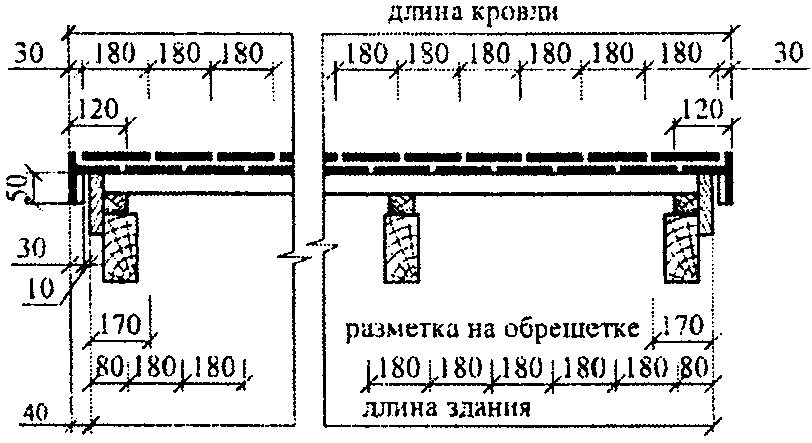 длина кровли
30 180 180 180 180 180 180 180 180 180 30
120 120
50
30
10
170 разметка на обрешетке 170
80 180 180 180 180 180 180 180 80
40 длина здания